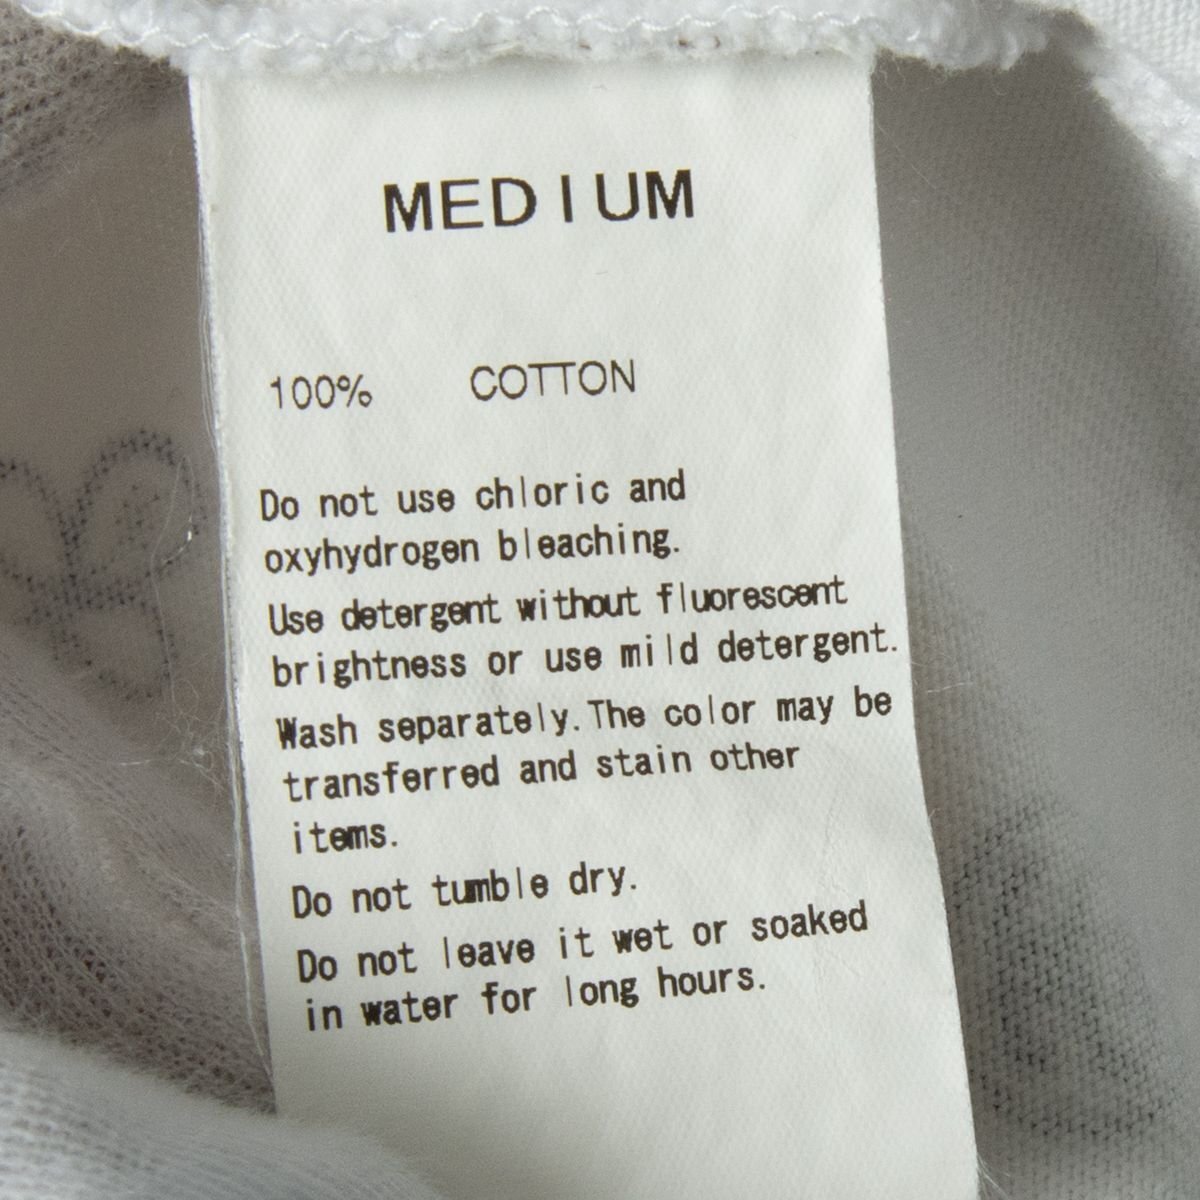 MEDIUM
100% COTTON
Do not use chloric and
oxyhydrogen bleaching.
Use detergent without fluorescent
brightness or use mild detergent.
Wash separately. The color may be
transferred and stain other
items.
Do not tumble dry.
Do not leave it wet or soaked
in water for long hours.